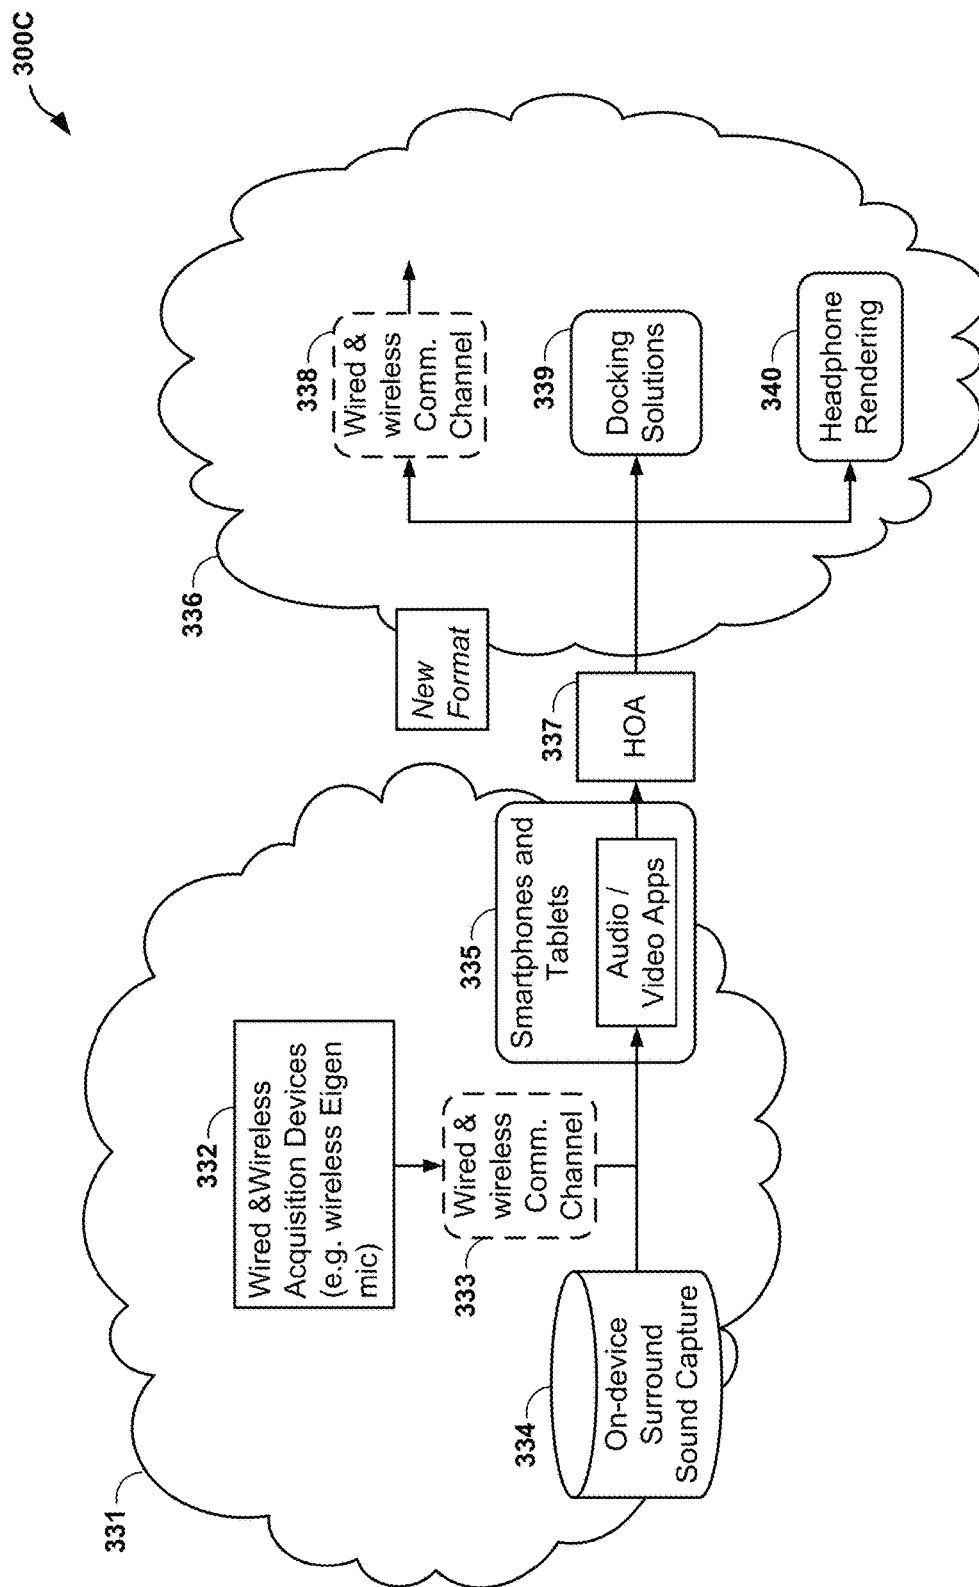 300C
331
332
Wired &Wireless
Acquisition Devices
(e.g. wireless Eigen
mic)
333
Wired &
wireless
Comm.
Channel
334
On-device
Surround
Sound Capture
335
Smartphones and
Tablets
Audio /
Video Apps
New
Format
337
HOA
336
338
Wired &
wireless
Comm.
Channel
339
Docking
Solutions
340
Headphone
Rendering